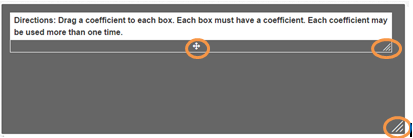 Directions: Drag a coefficient to each box. Each box must have a coefficient. Each coefficient may
be used more than one time.